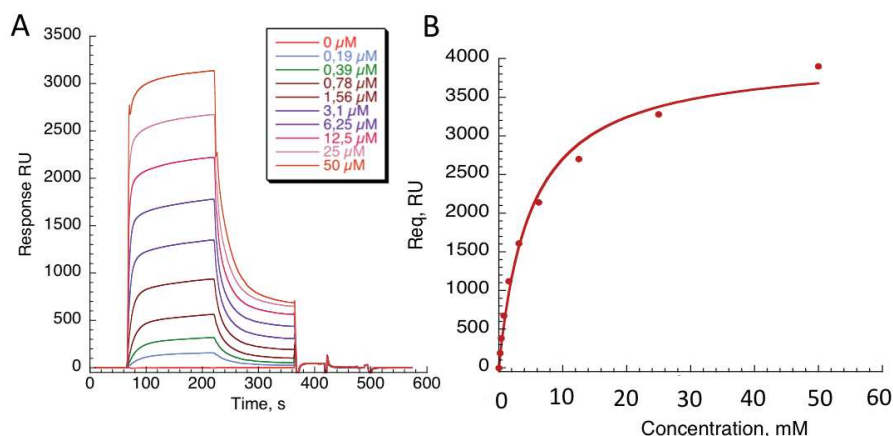 A
3500
3000
2500
2000
1500
1000
500
0
Response RU
0 100 200 300 400 500 600
Time, s
0 µM
0,19 µM
0,39 µM
0,78 µM
1,56 µM
3,1 µM
6,25 µM
12,5 µM
25 µM
50 µM
B
4000
3500
3000
2500
2000
1500
1000
500
0
Req, RU
0 10 20 30 40 50 60
Concentration, mM